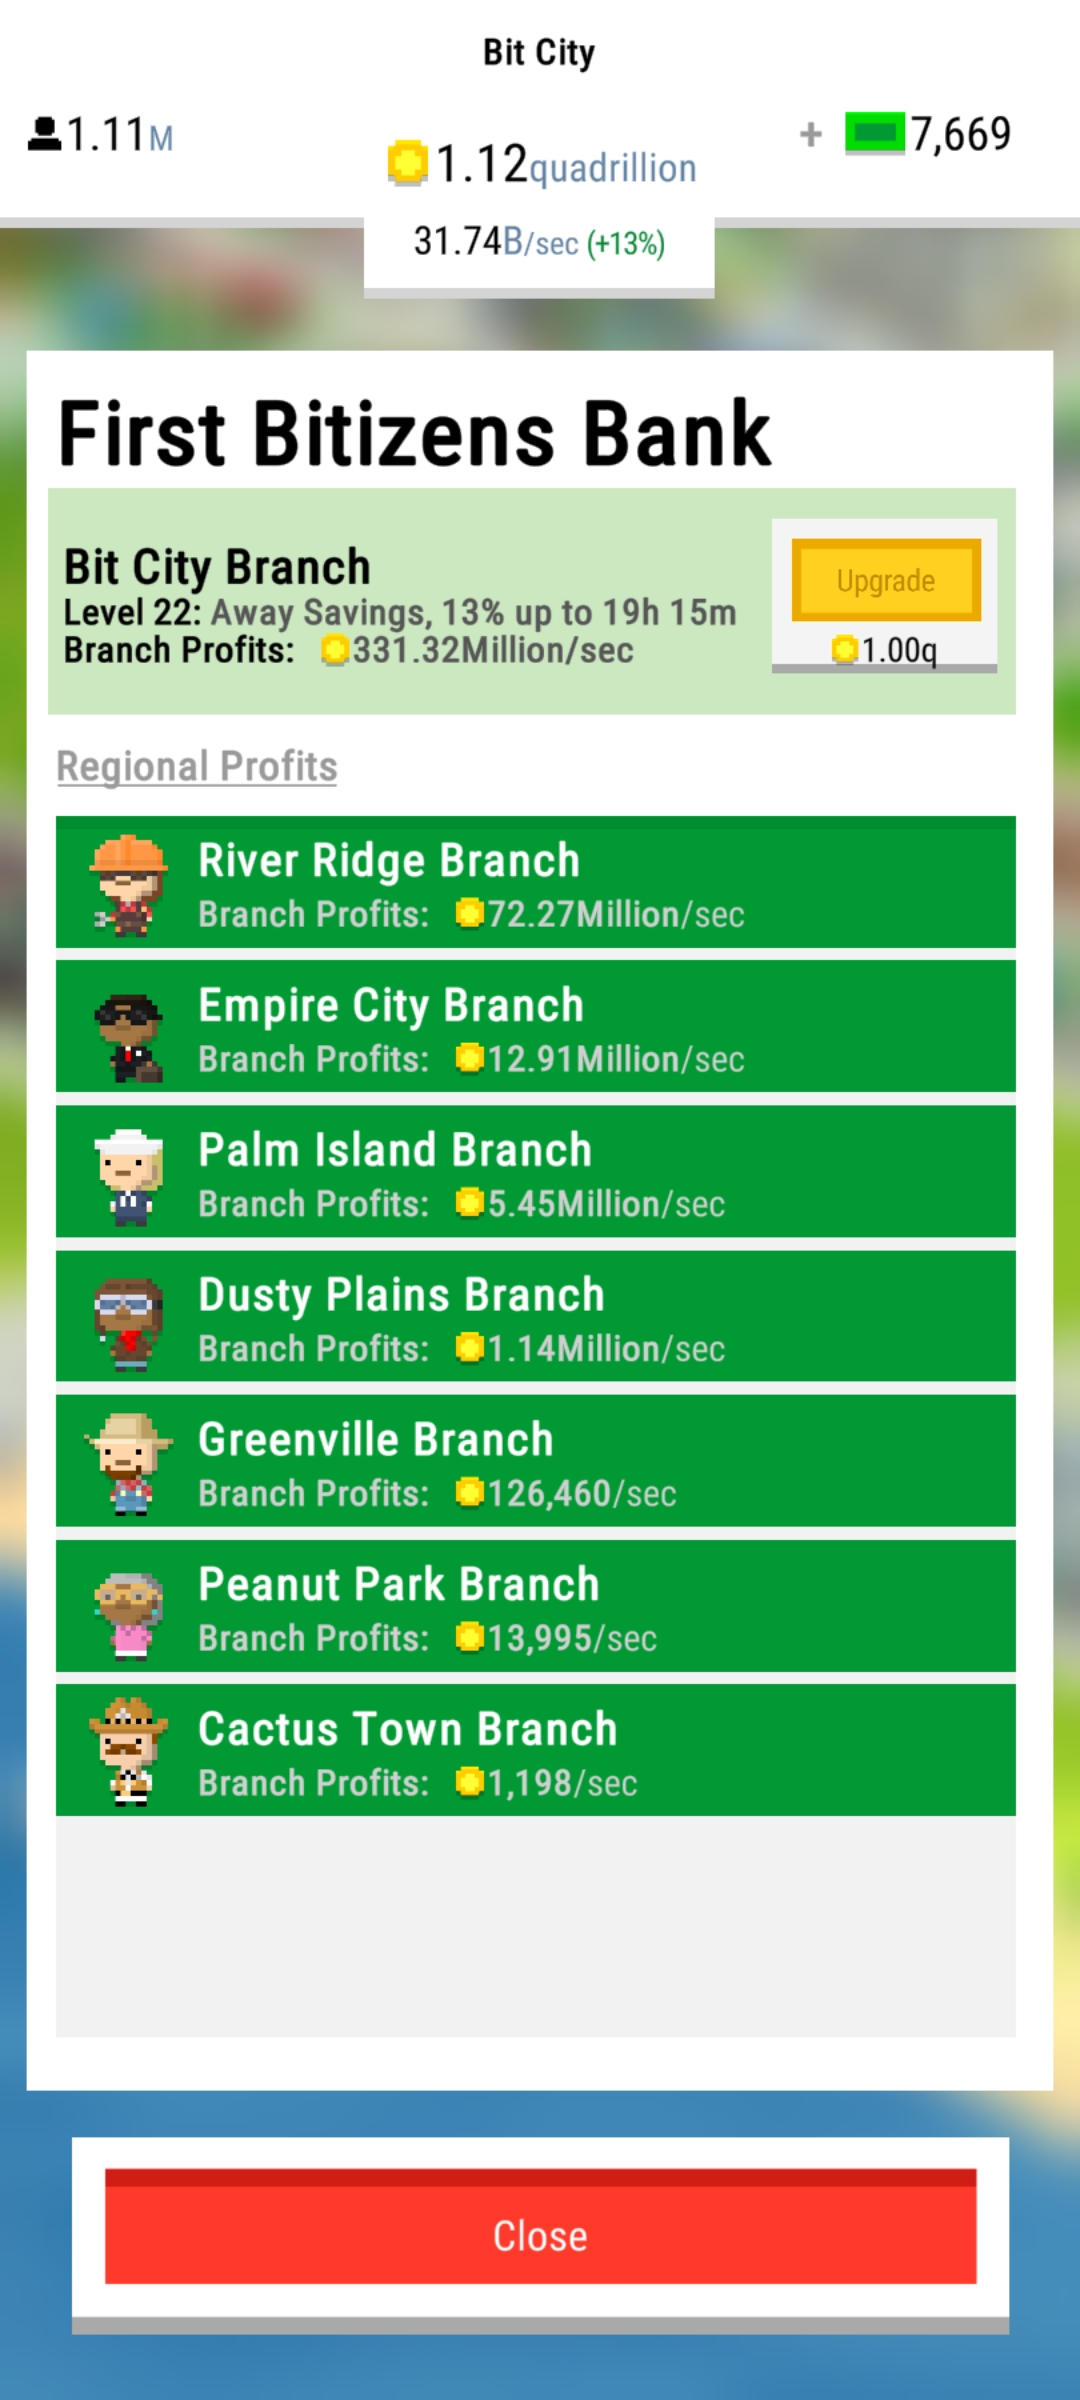 Bit City
1.11M
1.12quadrillion
+ 7,669
31.74B/sec (+13%)
First Bitizens Bank
Bit City Branch
Level 22: Away Savings, 13% up to 19h 15m
Branch Profits: 331.32Million/sec
Upgrade
1.00q
Regional Profits
River Ridge Branch
Branch Profits: 72.27Million/sec
Empire City Branch
Branch Profits: 12.91Million/sec
Palm Island Branch
Branch Profits: 5.45Million/sec
Dusty Plains Branch
Branch Profits: 1.14Million/sec
Greenville Branch
Branch Profits: 126,460/sec
Peanut Park Branch
Branch Profits: 13,995/sec
Cactus Town Branch
Branch Profits: 1,198/sec
Close